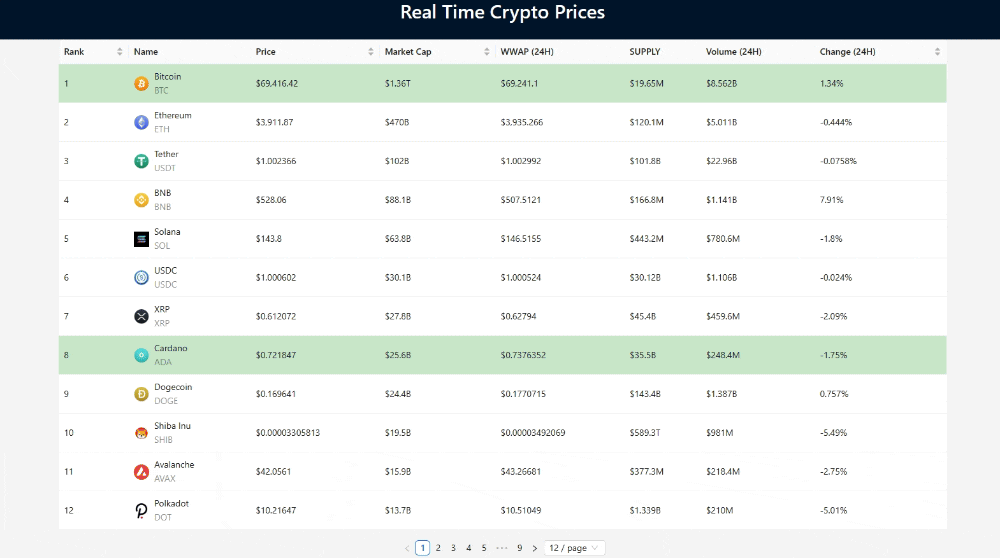 Real Time Crypto Prices
Rank Name Price Market Cap WWAP (24H) SUPPLY Volume (24H) Change (24H)
1 Bitcoin BTC $69,416.42 $1.36T $69,241.1 $19.65M $8.562B 1.34%
2 Ethereum ETH $3,911.87 $470B $3,935.266 $120.1M $5.011B -0.444%
3 Tether USDT $1.002366 $102B $1.002992 $101.8B $22.96B -0.0758%
4 BNB BNB $528.06 $88.1B $507.5121 $166.8M $1.141B 7.91%
5 Solana SOL $143.8 $63.8B $146.5155 $443.2M $780.6M -1.8%
6 USDC USDC $1.000602 $30.1B $1.000524 $30.12B $1.106B -0.024%
7 XRP XRP $0.612072 $27.8B $0.62794 $45.4B $459.6M -2.09%
8 Cardano ADA $0.721847 $25.6B $0.7376352 $35.5B $248.4M -1.75%
9 Dogecoin DOGE $0.169641 $24.4B $0.1770715 $143.4B $1.387B 0.757%
10 Shiba Inu SHIB $0.00003305813 $19.5B $0.00003492069 $589.3T $981M -5.49%
11 Avalanche AVAX $42.0561 $15.9B $43.26681 $377.3M $218.4M -2.75%
12 Polkadot DOT $10.21647 $13.7B $10.51049 $1.339B $210M -5.01%
< 1 2 3 4 5 ••• 9 > 12 / page